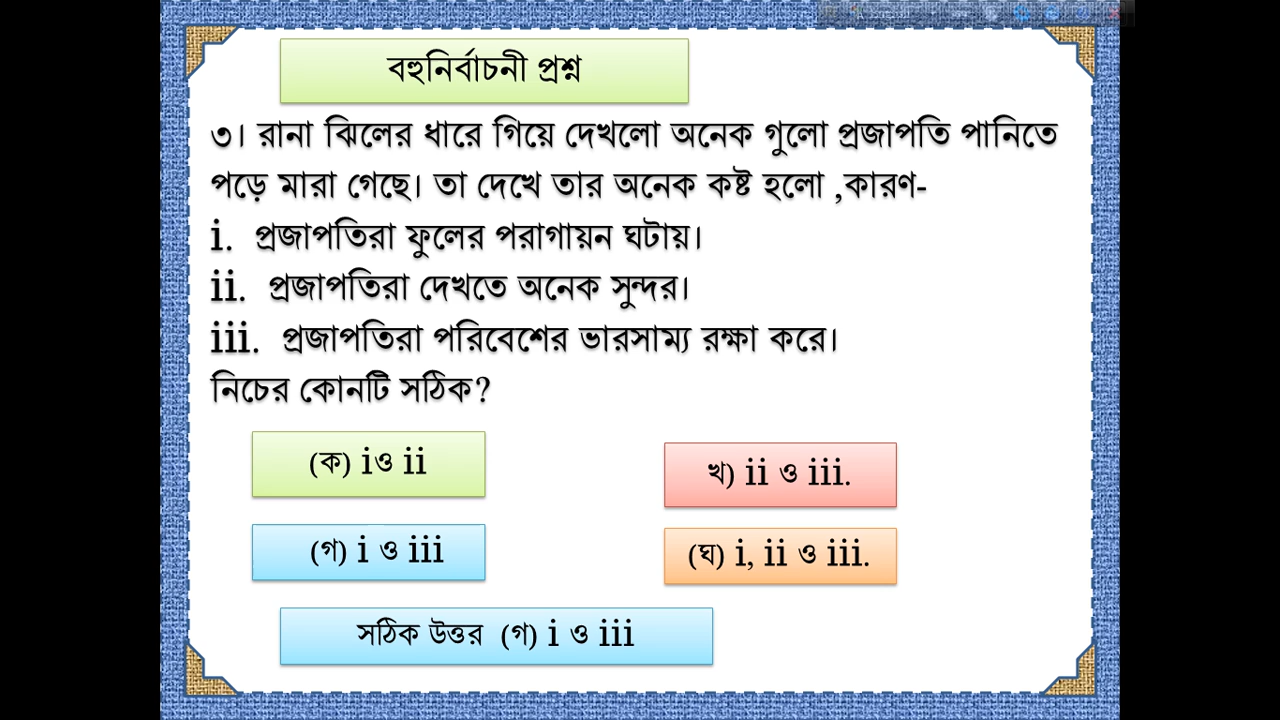 বহুনির্বাচনী প্রশ্ন
৩। রানা ঝিলের ধারে গিয়ে দেখলো অনেক গুলো প্রজাপতি পানিতে
পড়ে মারা গেছে। তা দেখে তার অনেক কষ্ট হলো ,কারণ-
i. প্রজাপতিরা ফুলের পরাগায়ন ঘটায়।
ii. প্রজাপতিরা দেখতে অনেক সুন্দর।
iii. প্রজাপতিরা পরিবেশের ভারসাম্য রক্ষা করে।
নিচের কোনটি সঠিক?
(ক) iও ii
খ) ii ও iii.
(গ) i ও iii
(ঘ) i, ii ও iii.
সঠিক উত্তর (গ) i ও iii